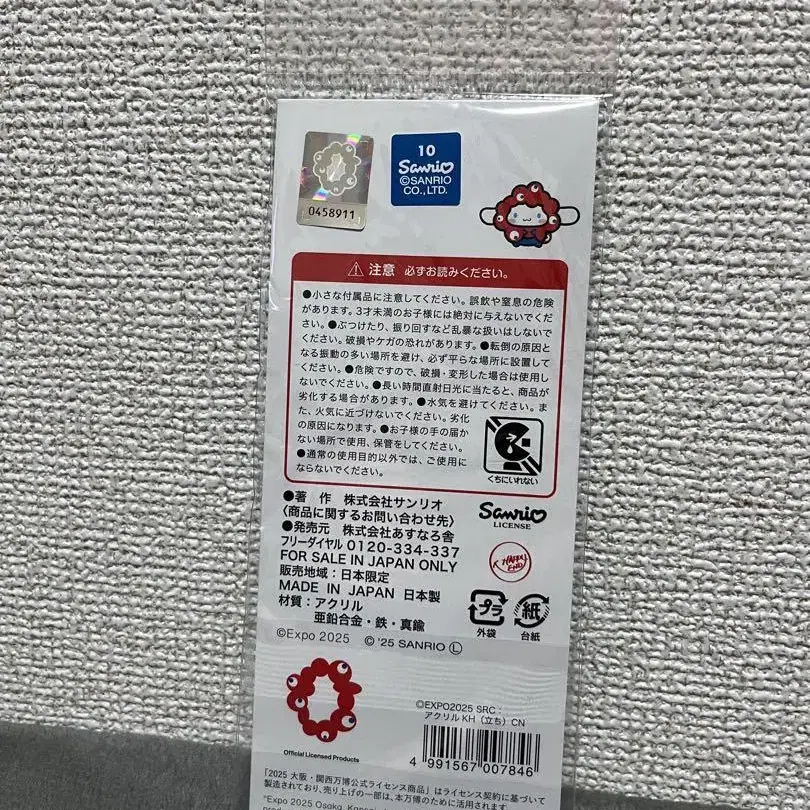 0458911
10
Sanrio
©SANRIO
CO.,LTD.
注意 必ずお読みください。
●小さな付属品に注意してください。誤飲や窒息の危険
があります。3才未満のお子様には絶対に与えないでくだ
さい。●ぶつけたり、振り回すなど乱暴な扱いはしないで
ください。破損やケガの恐れがあります。●転倒の原因と
なる振動の多い場所を避け、必ず平らな場所に設置して
ください。●危険ですので、破損・変形した場合は使用し
ないでください。●長い時間直射日光に当たると、商品が
劣化する場合があります。●水気を避けてください。ま
た、火気に近づけないでください。劣化
の原因になります。●お子様の手の届か
ない場所で使用、保管をしてください。
●通常の使用目的以外では、ご使用に
ならないでください。
くちにいれない
●著 作 株式会社サンリオ
〈商品に関するお問い合わせ先〉
●発売元 株式会社あすなろ舎
フリーダイヤル 0120-334-337
FOR SALE IN JAPAN ONLY
販売地域：日本限定
MADE IN JAPAN 日本製
材質：アクリル
亜鉛合金・鉄・真鍮
©Expo 2025 ©'25 SANRIO Ⓛ
Sanrio
LICENSE
HAPPY
END
プラ
外袋
紙
台紙
Official Licensed Products
©EXPO2025 SRC：
アクリルKH（立ち）CN
4 991567 007846
「2025 大阪・関西万博公式ライセンス商品」はライセンス契約に基づいて
製造されており、売り上げの一部は、本万博のために活用されます
"Expo 2025 Osaka, Kansai